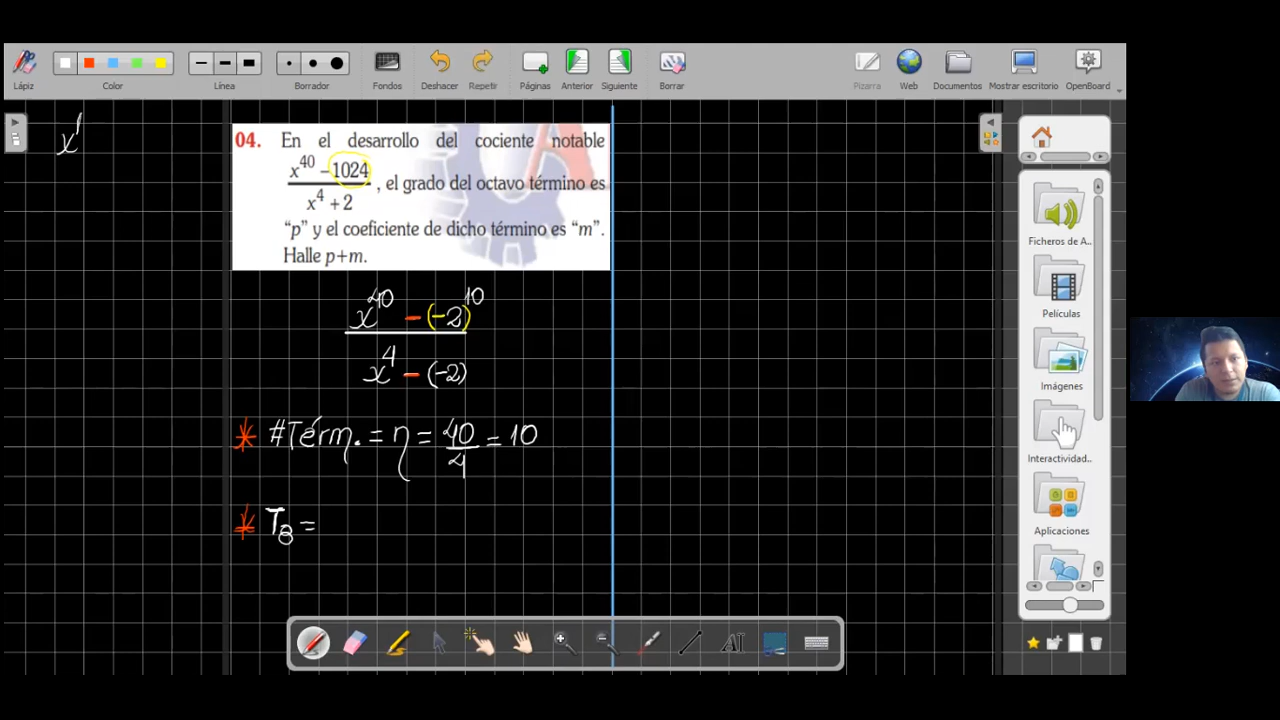 Lápiz Color Línea Borrador Fondos Deshacer Repetir Páginas Anterior Siguiente Borrar Pizarra Web Documentos Mostrar escritorio OpenBoard
x
04. En el desarrollo del cociente notable
x^40 – 1024 / x^4 + 2 , el grado del octavo término es
“p” y el coeficiente de dicho término es “m”.
Halle p+m.
x^40 - (-2)^10
x^4 - (-2)
* #Térm. = n = 40/4 = 10
* T8 =
Ficheros de A..
Películas
Imágenes
Interactividad..
Aplicaciones